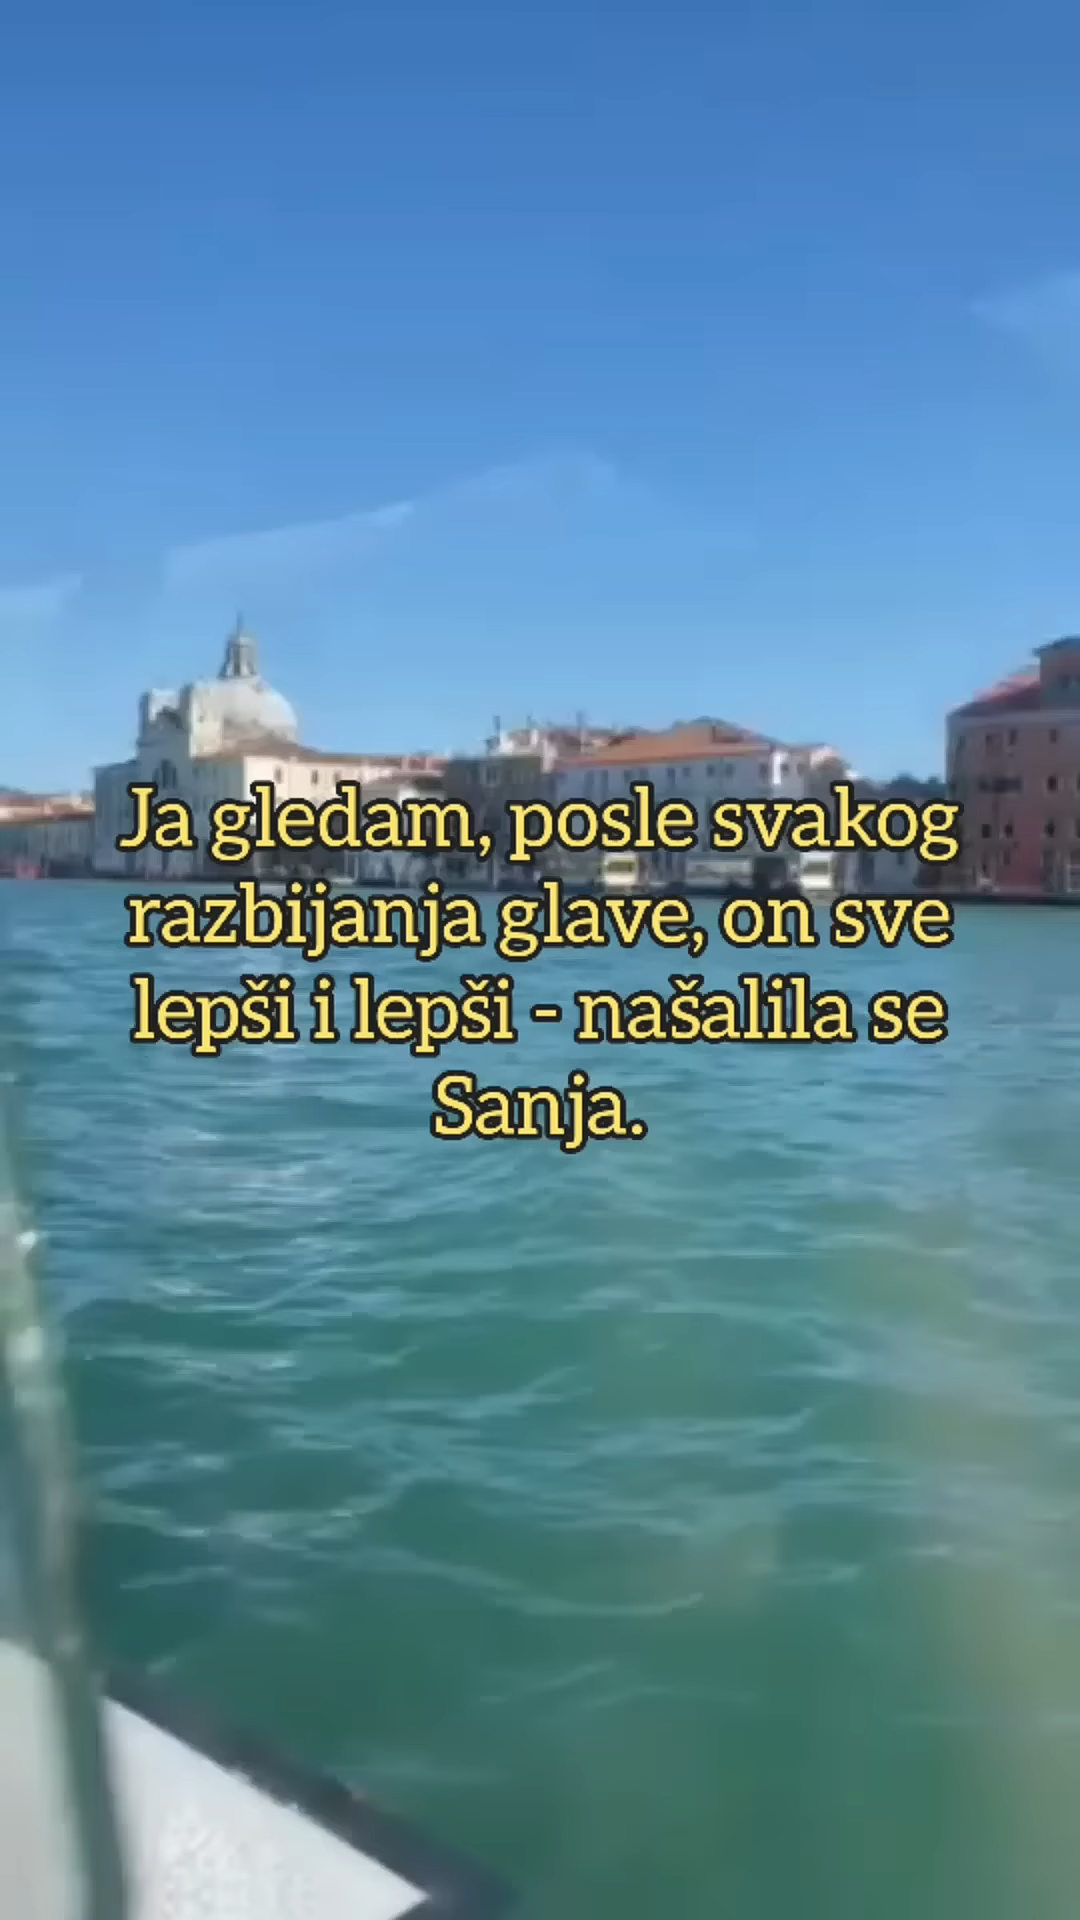 Ja gledam, posle svakog
razbijanja glave, on sve
lepši i lepši - našalila se
Sanja.